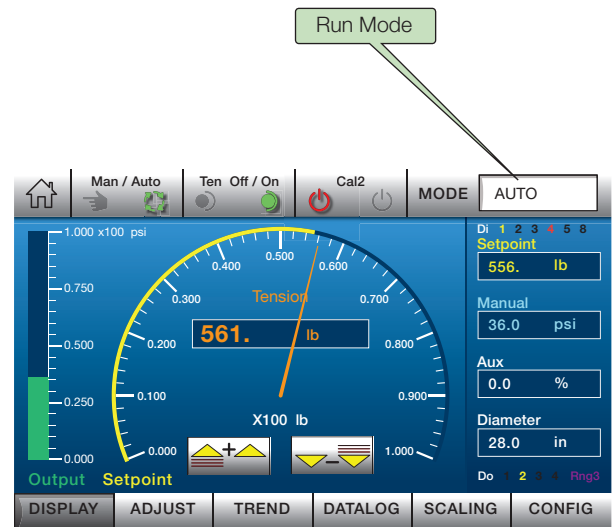 Run Mode
Man / Auto
Ten Off / On
Cal2
MODE
AUTO
1.000 x100 psi
0.750
0.500
0.250
0.000
Output
Setpoint
0.000
0.100
0.200
0.300
0.400
0.500
0.600
0.700
0.800
0.900
1.000
Tension
561. lb
X100 lb
Di 1 2 3 4 5 8
Setpoint
556. lb
Manual
36.0 psi
Aux
0.0 %
Diameter
28.0 in
Do 1 2 3 4 Rng3
DISPLAY
ADJUST
TREND
DATALOG
SCALING
CONFIG